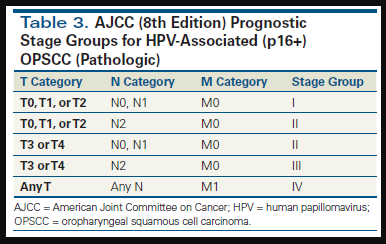 Table 3. AJCC (8th Edition) Prognostic
Stage Groups for HPV-Associated (p16+)
OPSCC (Pathologic)
T Category N Category M Category Stage Group
T0, T1, or T2 N0, N1 M0 I
T0, T1, or T2 N2 M0 II
T3 or T4 N0, N1 M0 II
T3 or T4 N2 M0 III
Any T Any N M1 IV
AJCC = American Joint Committee on Cancer; HPV = human papillomavirus;
OPSCC = oropharyngeal squamous cell carcinoma.